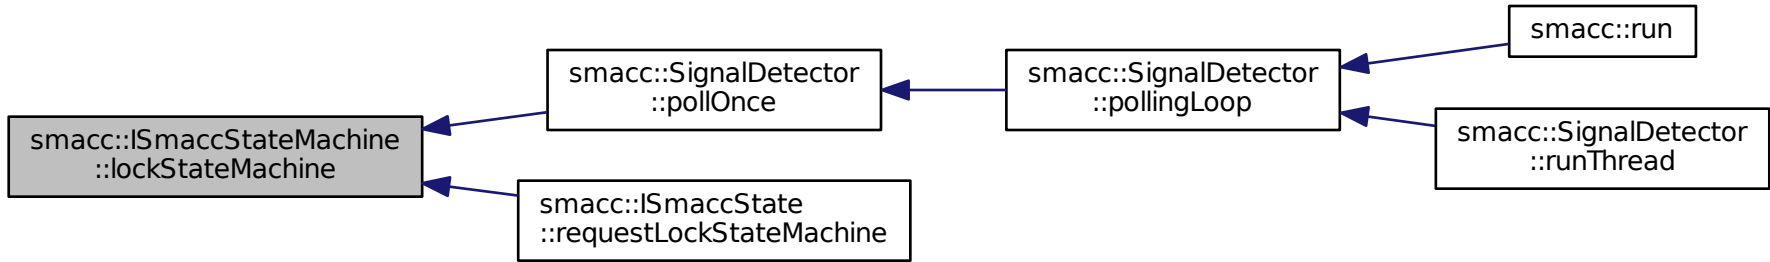 smacc::ISmaccStateMachine
::lockStateMachine
smacc::SignalDetector
::pollOnce
smacc::ISmaccState
::requestLockStateMachine
smacc::SignalDetector
::pollingLoop
smacc::run
smacc::SignalDetector
::runThread